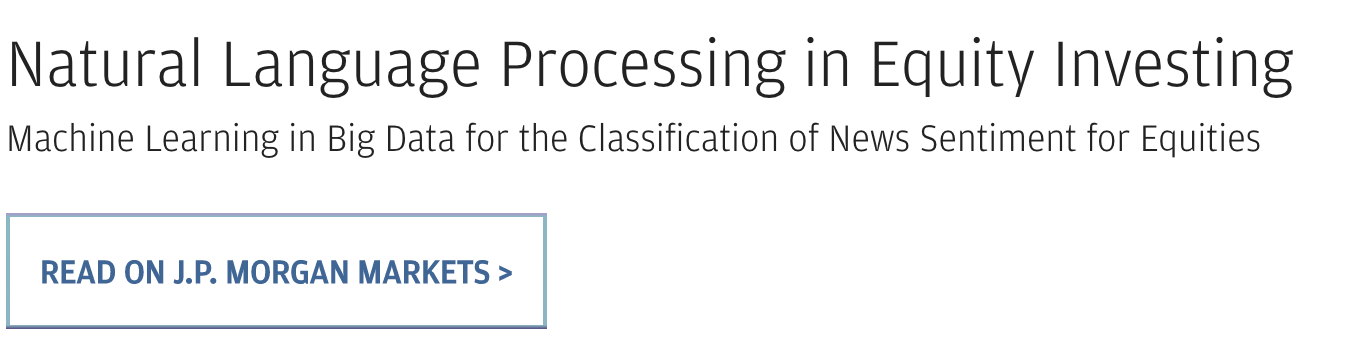 Natural Language Processing in Equity Investing
Machine Learning in Big Data for the Classification of News Sentiment for Equities
READ ON J.P. MORGAN MARKETS >